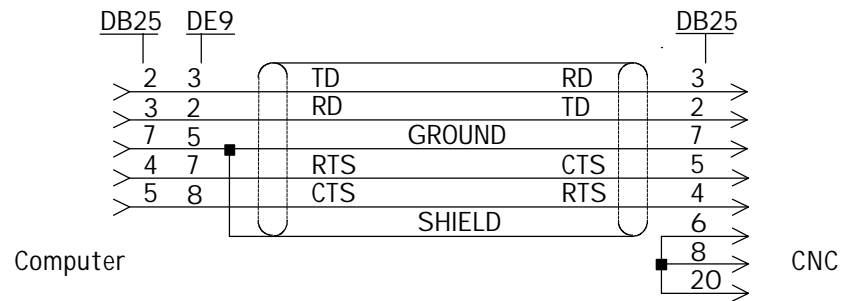 DB25 DE9 DB25
2 3 TD RD 3
3 2 RD TD 2
7 5 GROUND 7
4 7 RTS CTS 5
5 8 CTS RTS 4
SHIELD 6
8
20
Computer CNC